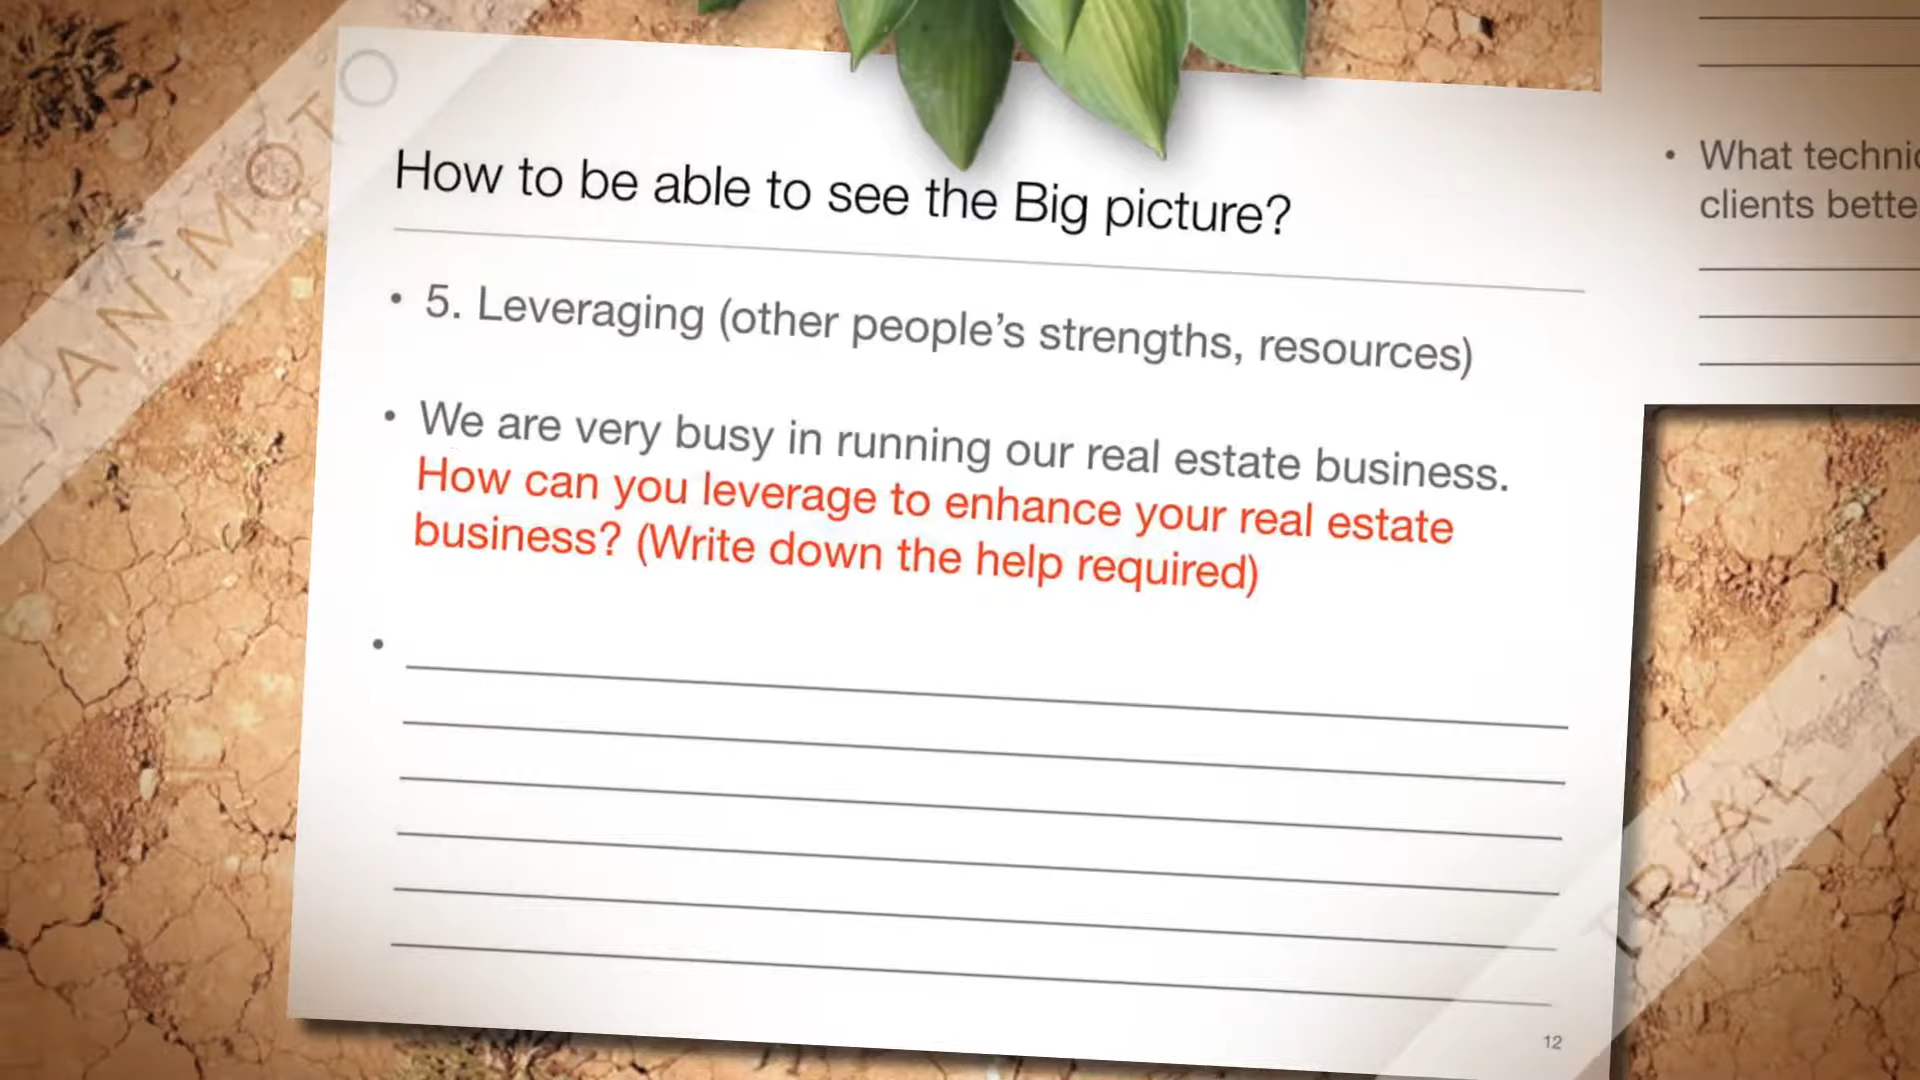 ANIMOTO
How to be able to see the Big picture?
• 5. Leveraging (other people's strengths, resources)
• We are very busy in running our real estate business.
How can you leverage to enhance your real estate
business? (Write down the help required)
•
12
• What
clients
TRIAL